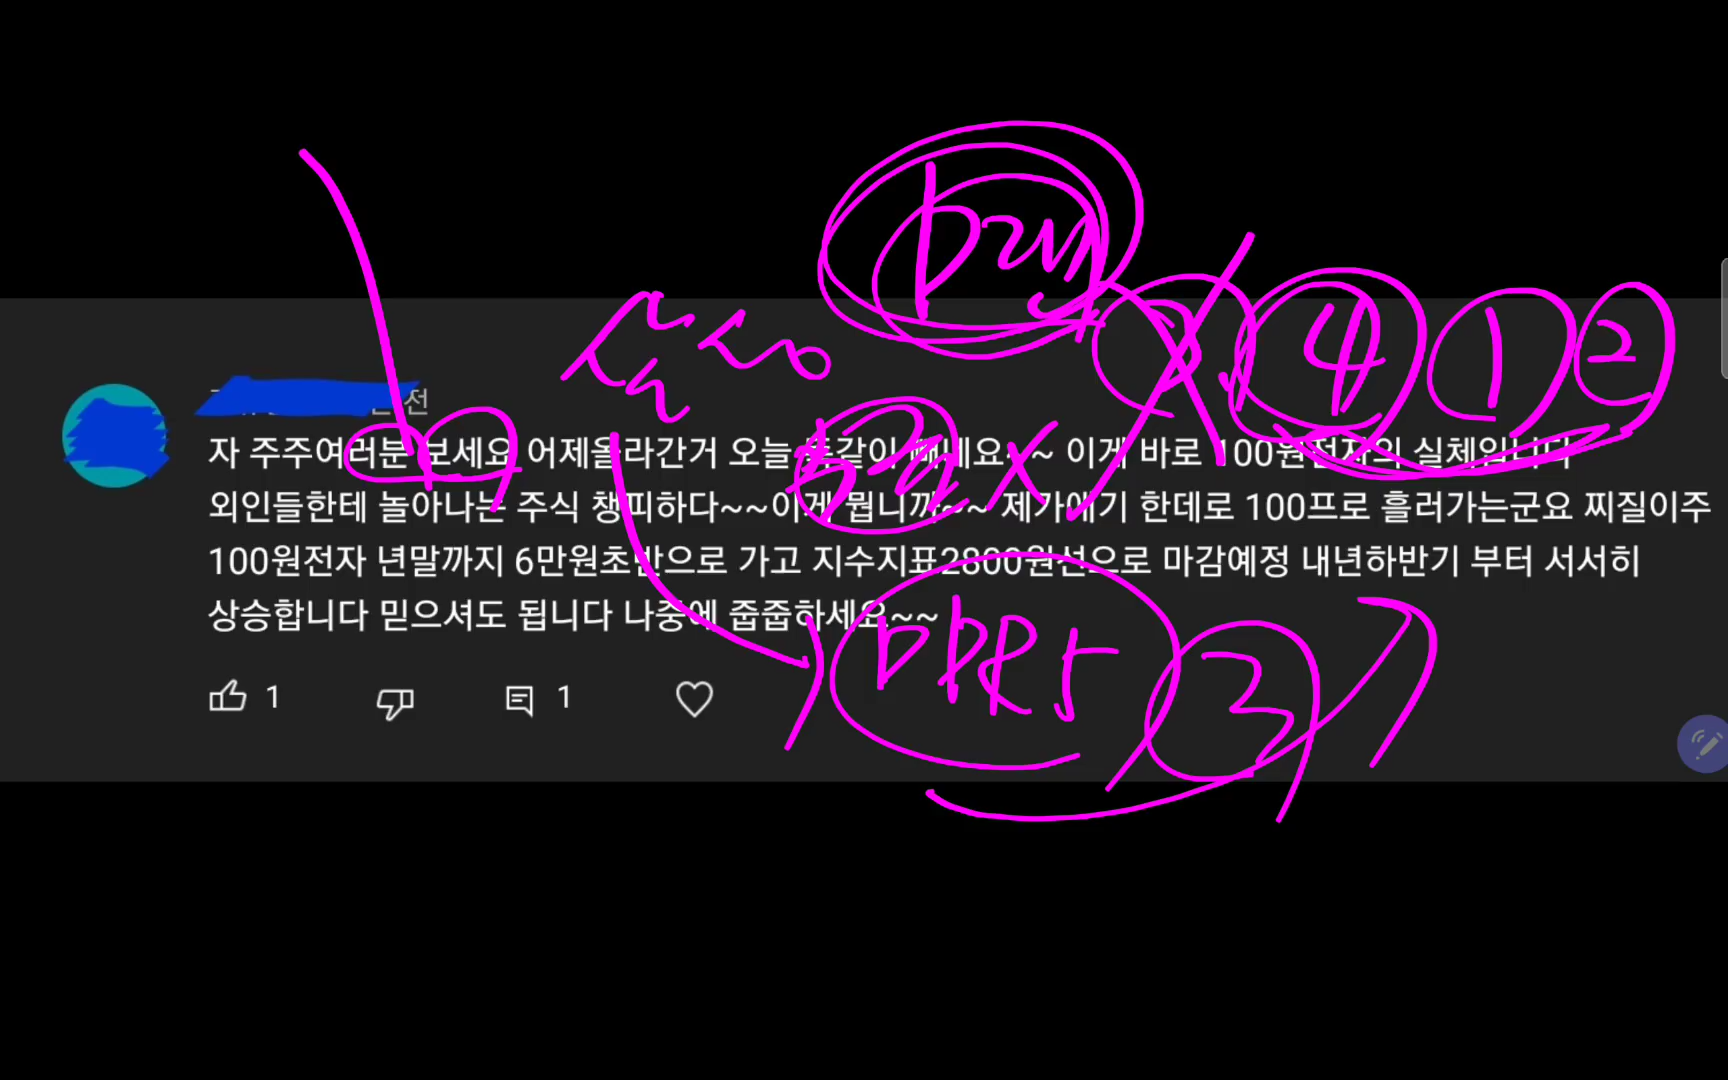 전
자 주주여러분 보세요 어제올라간거 오늘 똑같이 빼네요~~ 이게 바로 100원전자의 실체입니다
외인들한테 놀아나는 주식 챙피하다~~이게 뭡니까~~ 제가얘기 한데로 100프로 흘러가는군요 찌질이주
100원전자 년말까지 6만원초반으로 가고 지수지표2800원선으로 마감예정 내년하반기 부터 서서히
상승합니다 믿으셔도 됩니다 나중에 줍줍하세요~~
1 1
4 1 2
DDR5 3